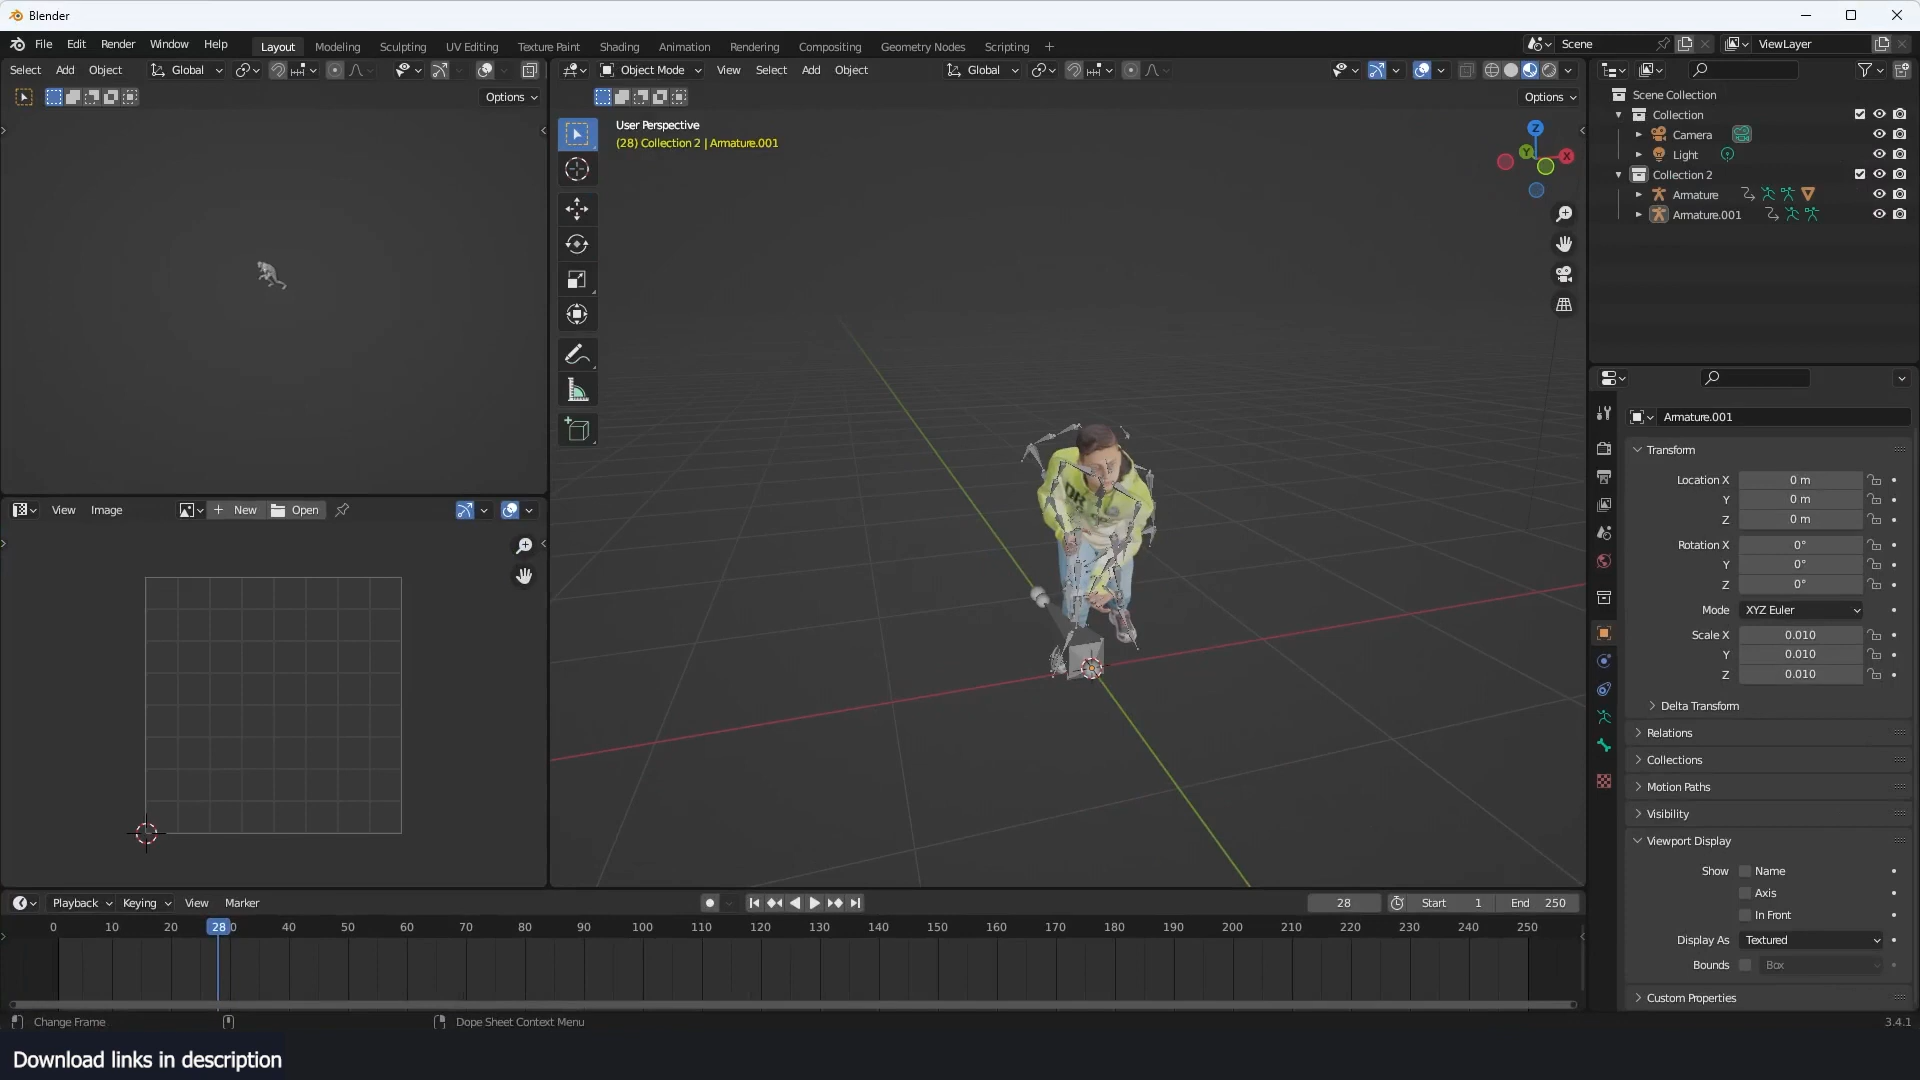 Blender
File Edit Render Window Help Layout Modeling Sculpting UV Editing Texture Paint Shading Animation Rendering Compositing Geometry Nodes Scripting + Scene ViewLayer
Select Add Object Global
Options
Object Mode View Select Add Object Global
Options
User Perspective
(28) Collection 2 | Armature.001
Z
Y
X
Scene Collection
Collection
Camera
Light
Collection 2
Armature
Armature.001
Armature.001
Transform
Location X 0 m
Y 0 m
Z 0 m
Rotation X 0°
Y 0°
Z 0°
Mode XYZ Euler
Scale X 0.010
Y 0.010
Z 0.010
Delta Transform
Relations
Collections
Motion Paths
Visibility
Viewport Display
Show Name
Axis
In Front
Display As Textured
Bounds Box
Custom Properties
View Image + New Open
Playback Keying View Marker 28 Start 1 End 250
0 10 20 28 0 40 50 60 70 80 90 100 110 120 130 140 150 160 170 180 190 200 210 220 230 240 250
Change Frame Dope Sheet Context Menu 3.4.1
Download links in description